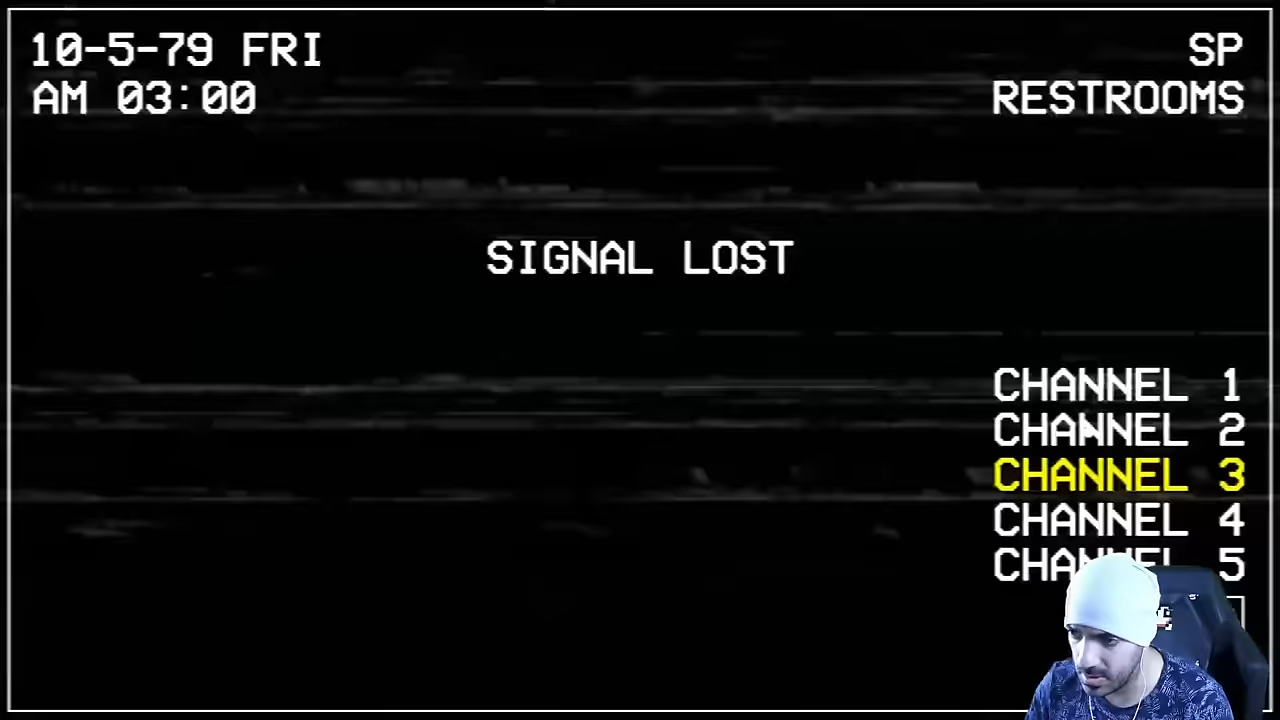 10-5-79 FRI
AM 03:00
SP
RESTROOMS
SIGNAL LOST
CHANNEL 1
CHANNEL 2
CHANNEL 3
CHANNEL 4
CHANNEL 5